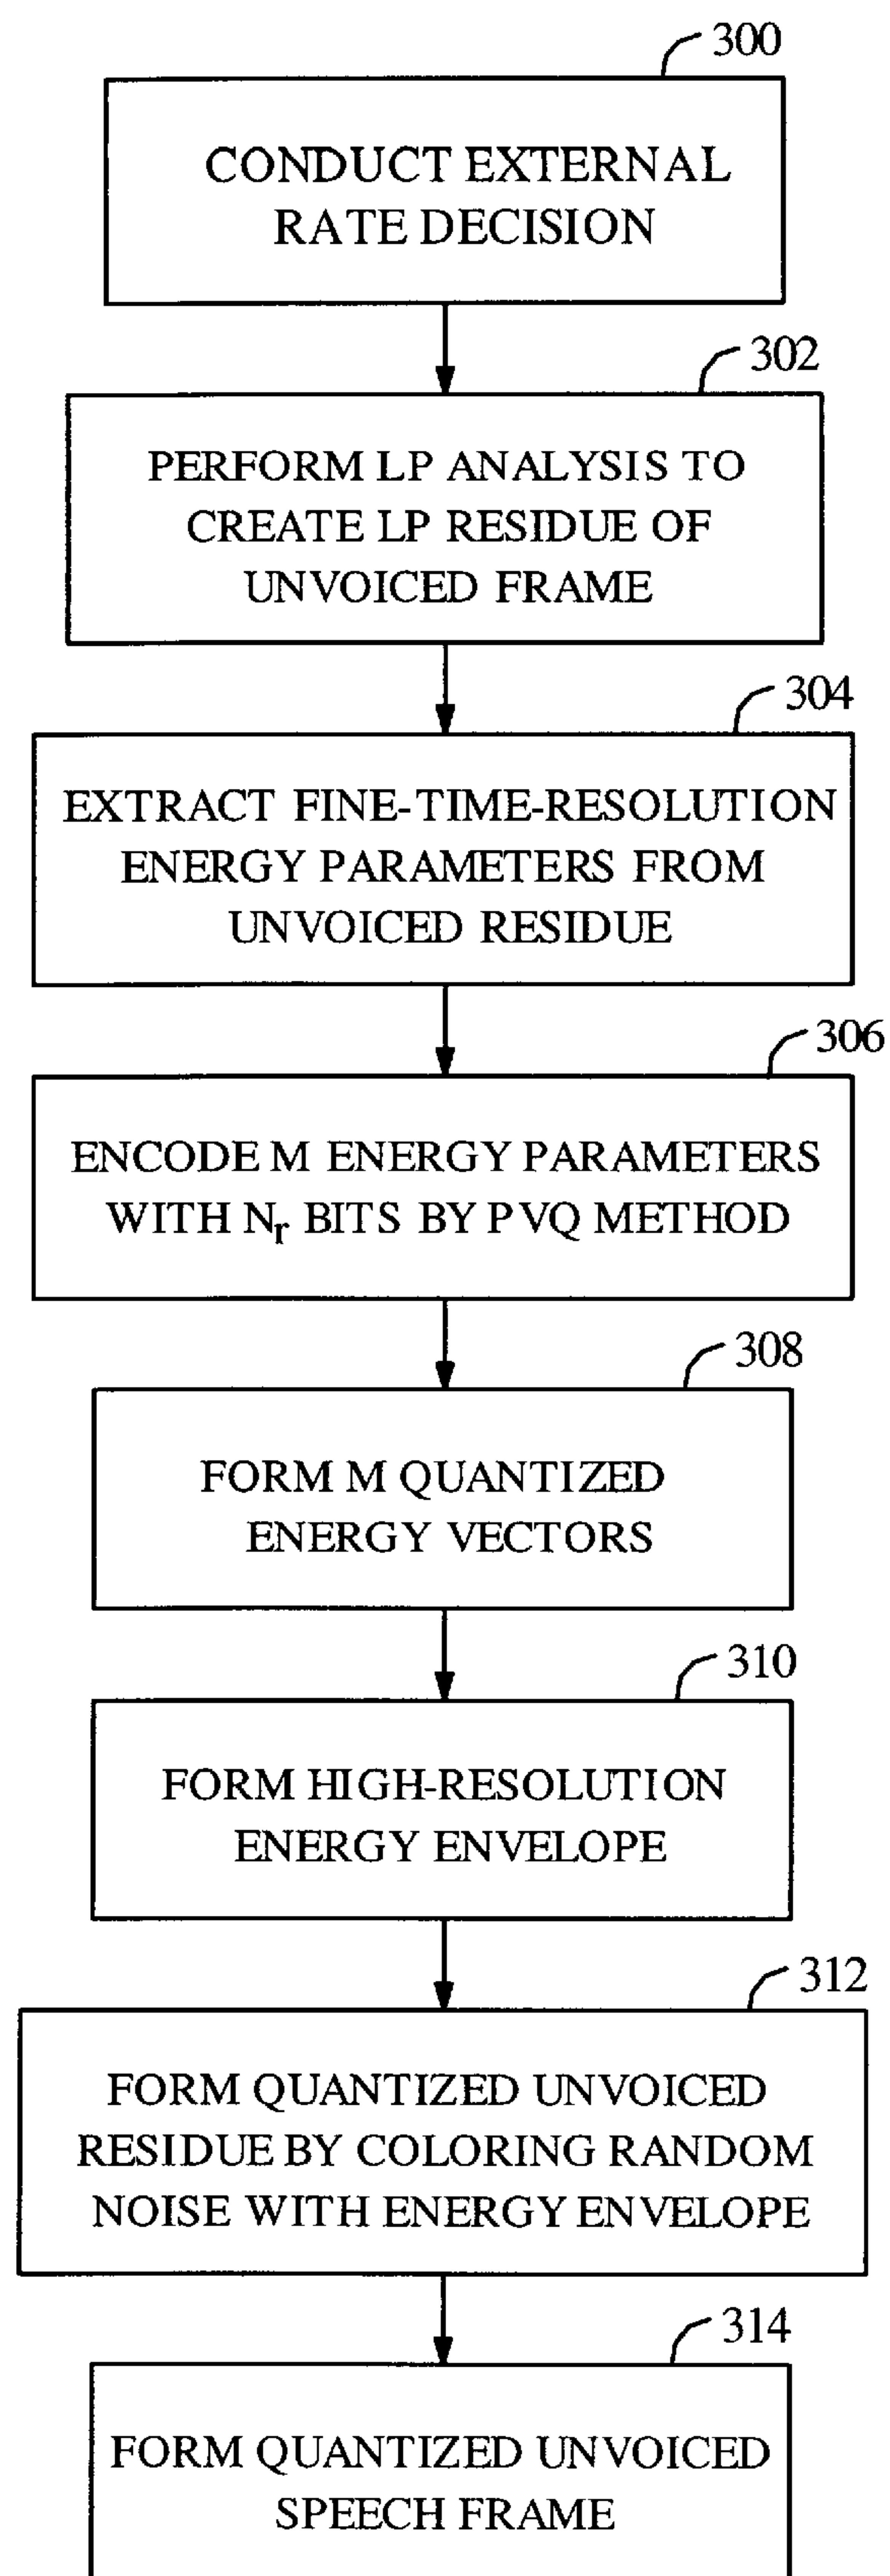 300
CONDUCT EXTERNAL
RATE DECISION
302
PERFORM LP ANALYSIS TO
CREATE LP RESIDUE OF
UNVOICED FRAME
304
EXTRACT FINE-TIME-RESOLUTION
ENERGY PARAMETERS FROM
UNVOICED RESIDUE
306
ENCODE M ENERGY PARAMETERS
WITH Nr BITS BY PVQ METHOD
308
FORM M QUANTIZED
ENERGY VECTORS
310
FORM HIGH-RESOLUTION
ENERGY ENVELOPE
312
FORM QUANTIZED UNVOICED
RESIDUE BY COLORING RANDOM
NOISE WITH ENERGY ENVELOPE
314
FORM QUANTIZED UNVOICED
SPEECH FRAME